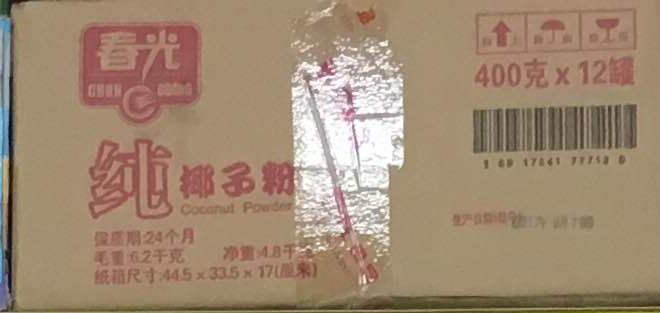 春光
CHUN GUANG
纯椰子粉
Coconut Powder
保质期:24个月
毛重:6.2千克 净重:4.8千
纸箱尺寸:44.5 x 33.5 x 17(厘米)
400克 x 12罐